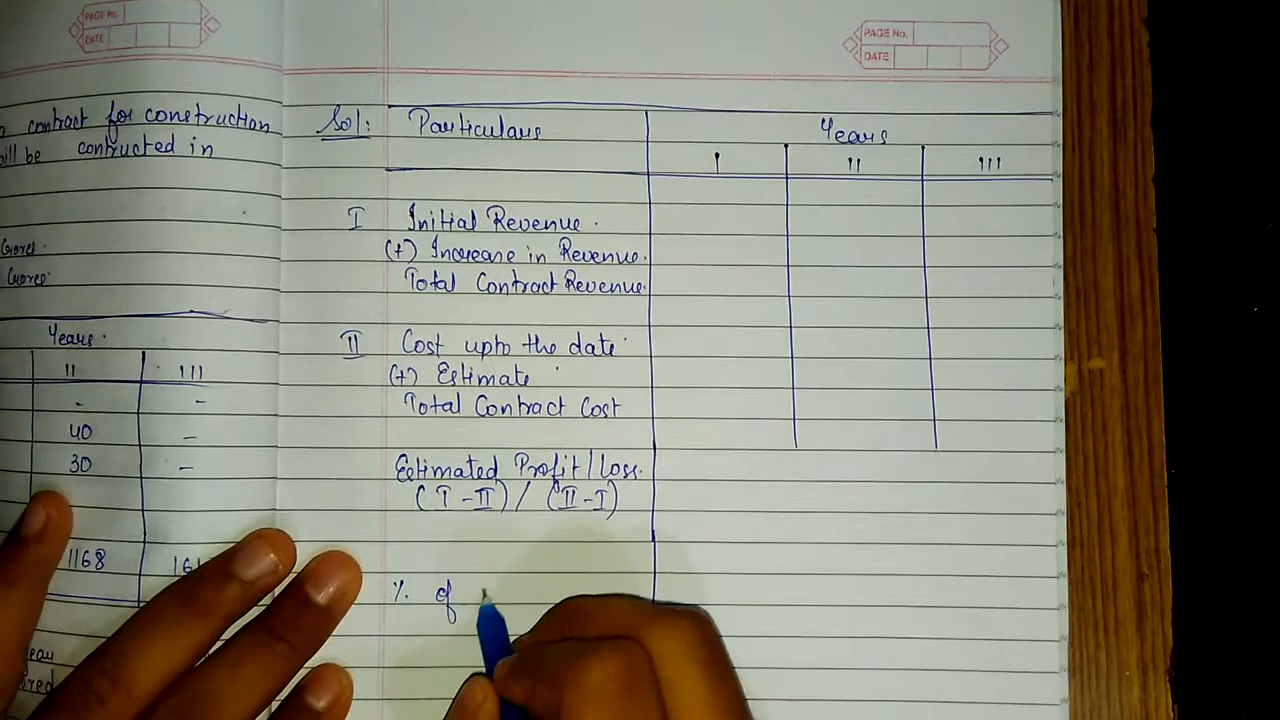 PAGE No.
DATE
contract for construction
will be contructed in
Crores.
Crores
Years.
II III
- -
40 -
30 -
1168 161
year
PAGE No.
DATE
Sol: Particulars Years
I II III
I Initial Revenue.
(+) Increase in Revenue.
Total Contract Revenue.
II Cost upto the date
(+) Estimate
Total Contract Cost
Estimated Profit/Loss.
(I-II) / (II-I)
% of